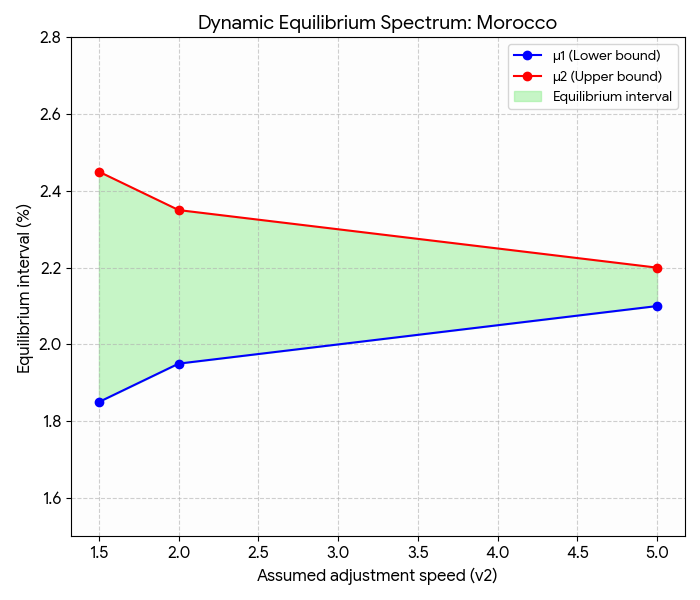 Dynamic Equilibrium Spectrum: Morocco
μ1 (Lower bound)
μ2 (Upper bound)
Equilibrium interval
Equilibrium interval (%)
2.8
2.6
2.4
2.2
2.0
1.8
1.6
1.5 2.0 2.5 3.0 3.5 4.0 4.5 5.0
Assumed adjustment speed (v2)